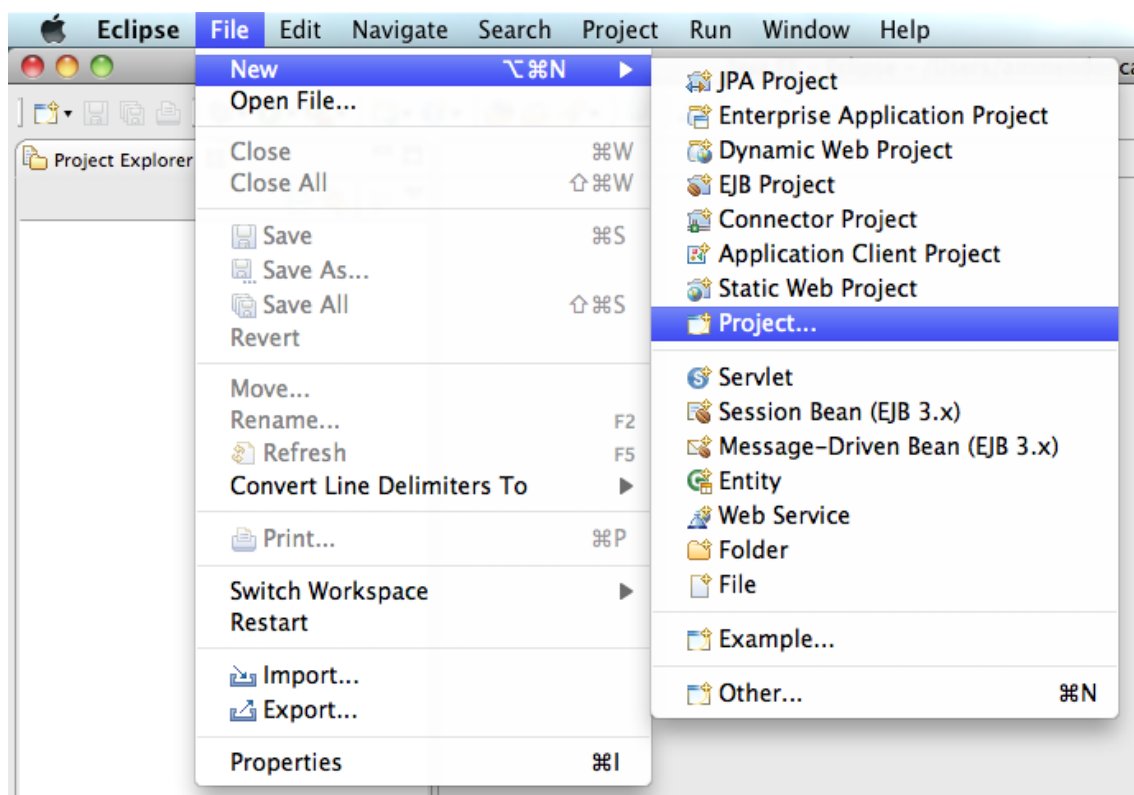 Eclipse File Edit Navigate Search Project Run Window Help
Project Explorer
New ⌥⌘N
Open File...
Close ⌘W
Close All ⇧⌘W
Save ⌘S
Save As...
Save All ⇧⌘S
Revert
Move...
Rename... F2
Refresh F5
Convert Line Delimiters To
Print... ⌘P
Switch Workspace
Restart
Import...
Export...
Properties ⌘I
JPA Project
Enterprise Application Project
Dynamic Web Project
EJB Project
Connector Project
Application Client Project
Static Web Project
Project...
Servlet
Session Bean (EJB 3.x)
Message-Driven Bean (EJB 3.x)
Entity
Web Service
Folder
File
Example...
Other... ⌘N